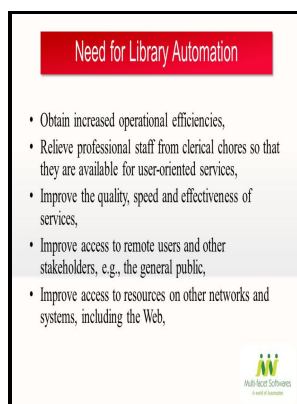 Need for Library Automation
• Obtain increased operational efficiencies,
• Relieve professional staff from clerical chores so that
they are available for user-oriented services,
• Improve the quality, speed and effectiveness of
services,
• Improve access to remote users and other
stakeholders, e.g., the general public,
• Improve access to resources on other networks and
systems, including the Web,
Multi-facet Softwares
A world of Automation